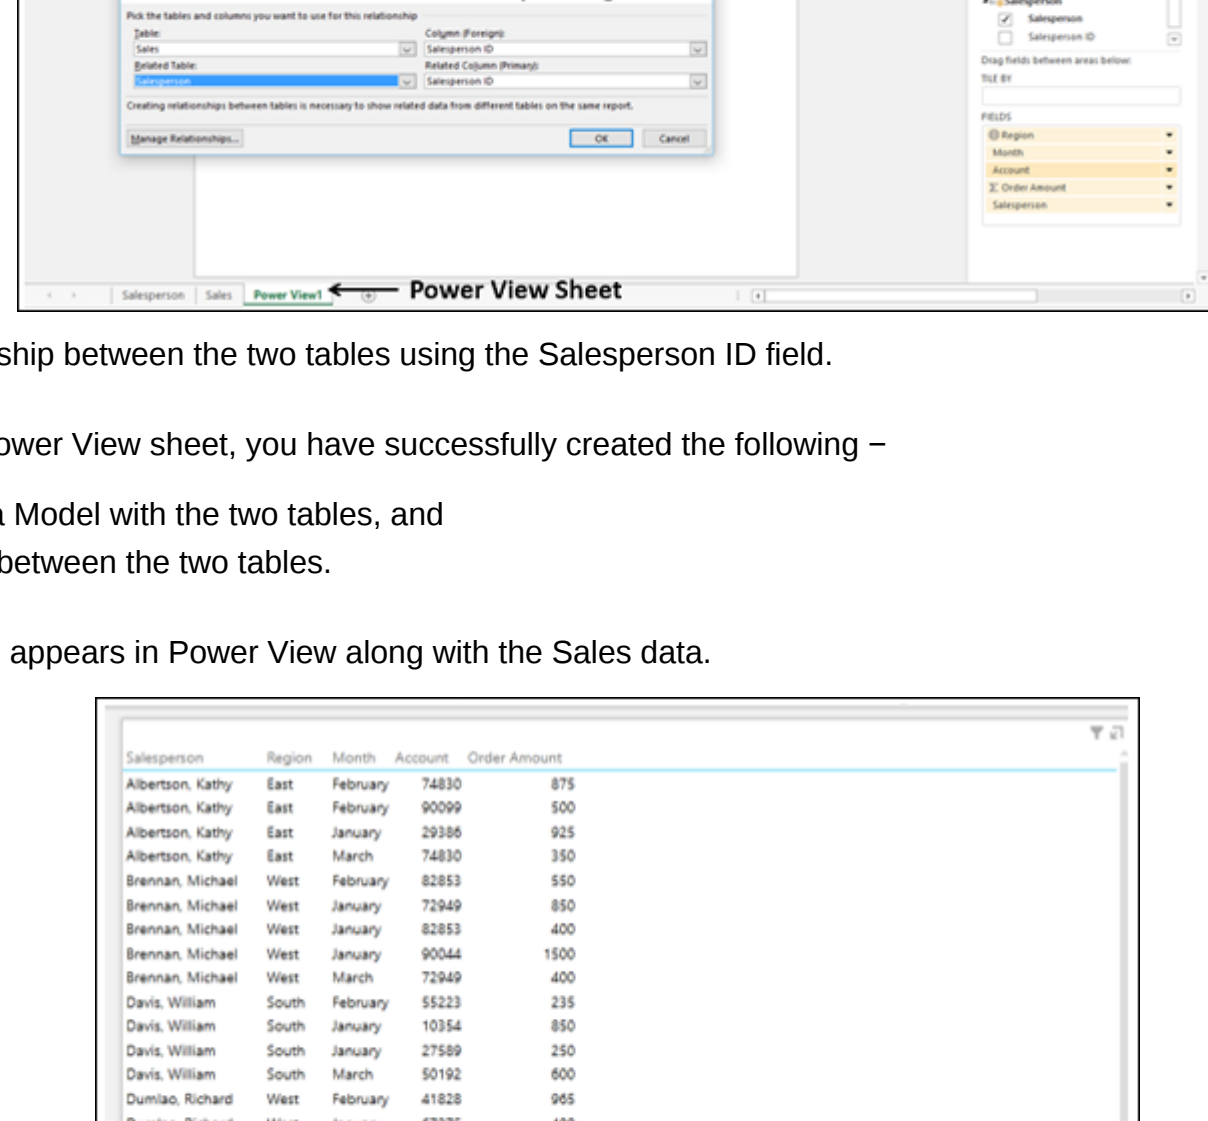 Pick the tables and columns you want to use for this relationship
Table: Column (Foreign):
Sales Salesperson ID
Related Table: Related Column (Primary):
Salesperson Salesperson ID
Creating relationships between tables is necessary to show related data from different tables on the same report.
Manage Relationships... OK Cancel
Salesperson
Salesperson
Salesperson ID
Drag fields between areas below:
TILE BY
FIELDS
Region
Month
Account
Σ Order Amount
Salesperson
Salesperson Sales Power View1 Power View Sheet
ship between the two tables using the Salesperson ID field.
ower View sheet, you have successfully created the following −
a Model with the two tables, and
between the two tables.
appears in Power View along with the Sales data.
Salesperson Region Month Account Order Amount
Albertson, Kathy East February 74830 875
Albertson, Kathy East February 90099 500
Albertson, Kathy East January 29386 925
Albertson, Kathy East March 74830 350
Brennan, Michael West February 82853 550
Brennan, Michael West January 72949 850
Brennan, Michael West January 82853 400
Brennan, Michael West January 90044 1500
Brennan, Michael West March 72949 400
Davis, William South February 55223 235
Davis, William South January 10354 850
Davis, William South January 27589 250
Davis, William South March 50192 600
Dumlao, Richard West February 41828 965